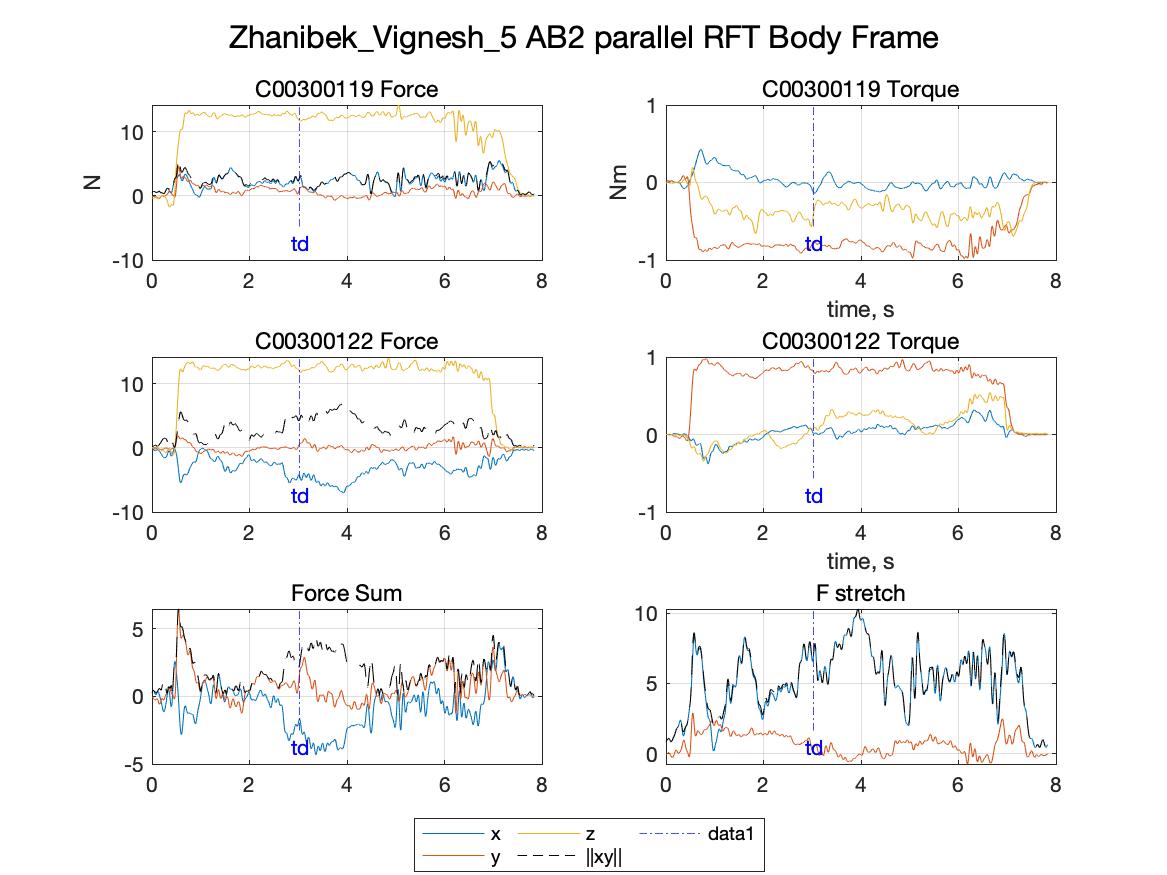 Zhanibek_Vignesh_5 AB2 parallel RFT Body Frame
C00300119 Force
N
10
0
-10
td
0 2 4 6 8
C00300119 Torque
Nm
1
0
-1
td
0 2 4 6 8
time, s
C00300122 Force
10
0
-10
td
0 2 4 6 8
C00300122 Torque
1
0
-1
td
0 2 4 6 8
time, s
Force Sum
5
0
-5
td
0 2 4 6 8
F stretch
10
5
0
td
0 2 4 6 8
x z data1
y ||xy||